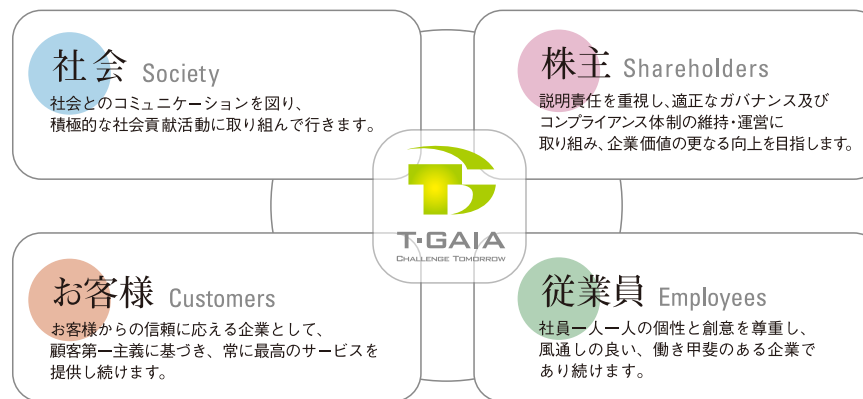 社会 Society
社会とのコミュニケーションを図り、
積極的な社会貢献活動に取り組んで行きます。
株主 Shareholders
説明責任を重視し、適正なガバナンス及び
コンプライアンス体制の維持・運営に
取り組み、企業価値の更なる向上を目指します。
T・GAIA
CHALLENGE TOMORROW
お客様 Customers
お客様からの信頼に応える企業として、
顧客第一主義に基づき、常に最高のサービスを
提供し続けます。
従業員 Employees
社員一人一人の個性と創意を尊重し、
風通しの良い、働き甲斐のある企業で
あり続けます。